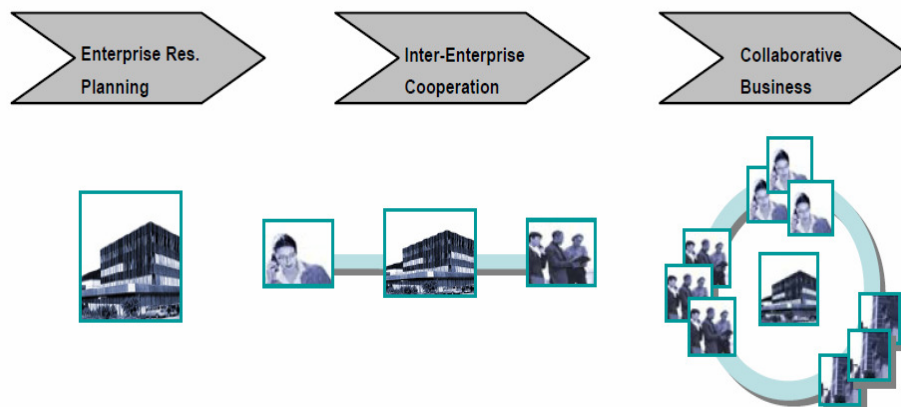 Enterprise Res.
Planning
Inter-Enterprise
Cooperation
Collaborative
Business